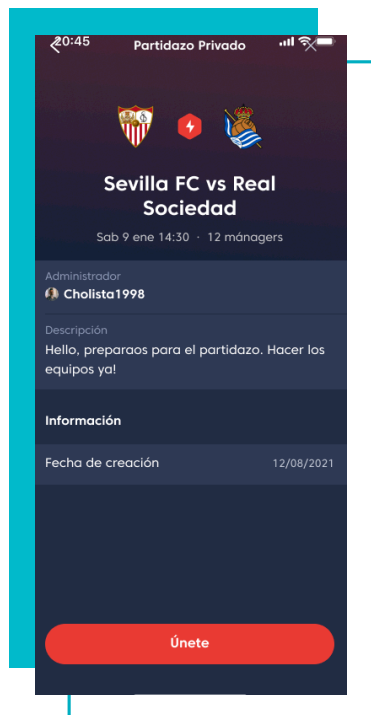 20:45
Partidazo Privado
Sevilla FC vs Real
Sociedad
Sab 9 ene 14:30 · 12 mánagers
Administrador
Cholista1998
Descripción
Hello, preparaos para el partidazo. Hacer los
equipos ya!
Información
Fecha de creación 12/08/2021
Únete